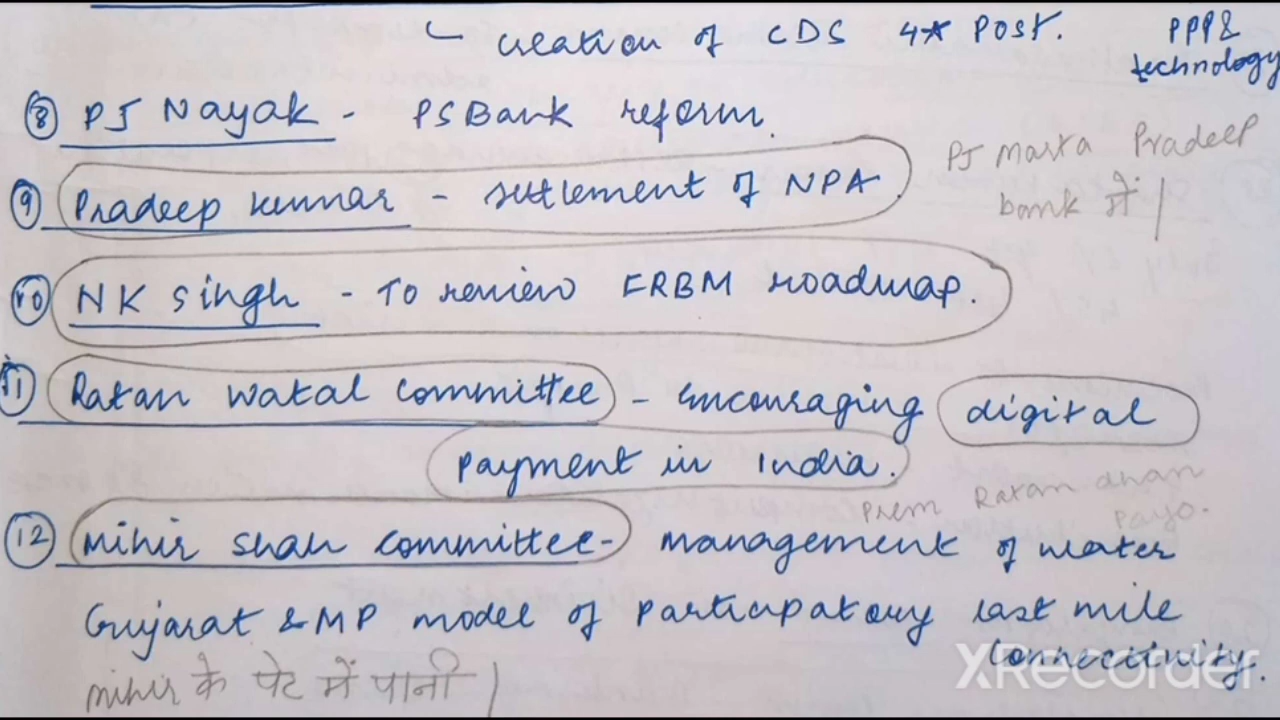 ↳ creation of CDS 4★ POST. PPP &
technology
⑧ PJ Nayak - PSBank reform.
PJ Marta Pradeep
⑨ Pradeep kumar - settlement of NPA
bank में |
⑩ NK Singh - To review FRBM roadmap.
⑪ Ratan watal committee - encouraging digital
payment in India.
Prem Ratan dhan
payo.
⑫ mihir shah committee - management of water
Gujarat & MP model of participatory last mile
connectivity.
mihir के पेट में पानी |
XRecorder